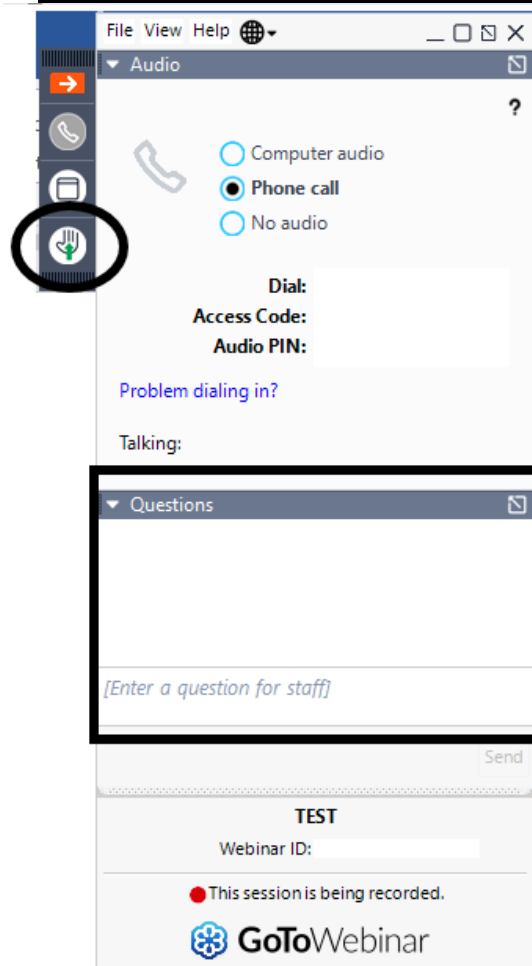 File View Help
Audio
?
Computer audio
Phone call
No audio
Dial:
Access Code:
Audio PIN:
Problem dialing in?
Talking:
Questions
[Enter a question for staff]
Send
TEST
Webinar ID:
This session is being recorded.
GoToWebinar